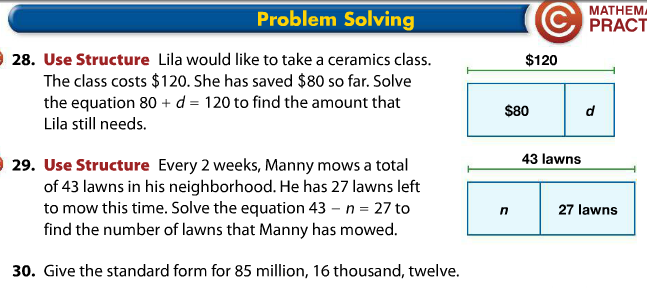 Problem Solving
MATHEMA
PRACT
28. Use Structure Lila would like to take a ceramics class.
The class costs $120. She has saved $80 so far. Solve
the equation 80 + d = 120 to find the amount that
Lila still needs.
$120
$80 d
29. Use Structure Every 2 weeks, Manny mows a total
of 43 lawns in his neighborhood. He has 27 lawns left
to mow this time. Solve the equation 43 − n = 27 to
find the number of lawns that Manny has mowed.
43 lawns
n 27 lawns
30. Give the standard form for 85 million, 16 thousand, twelve.